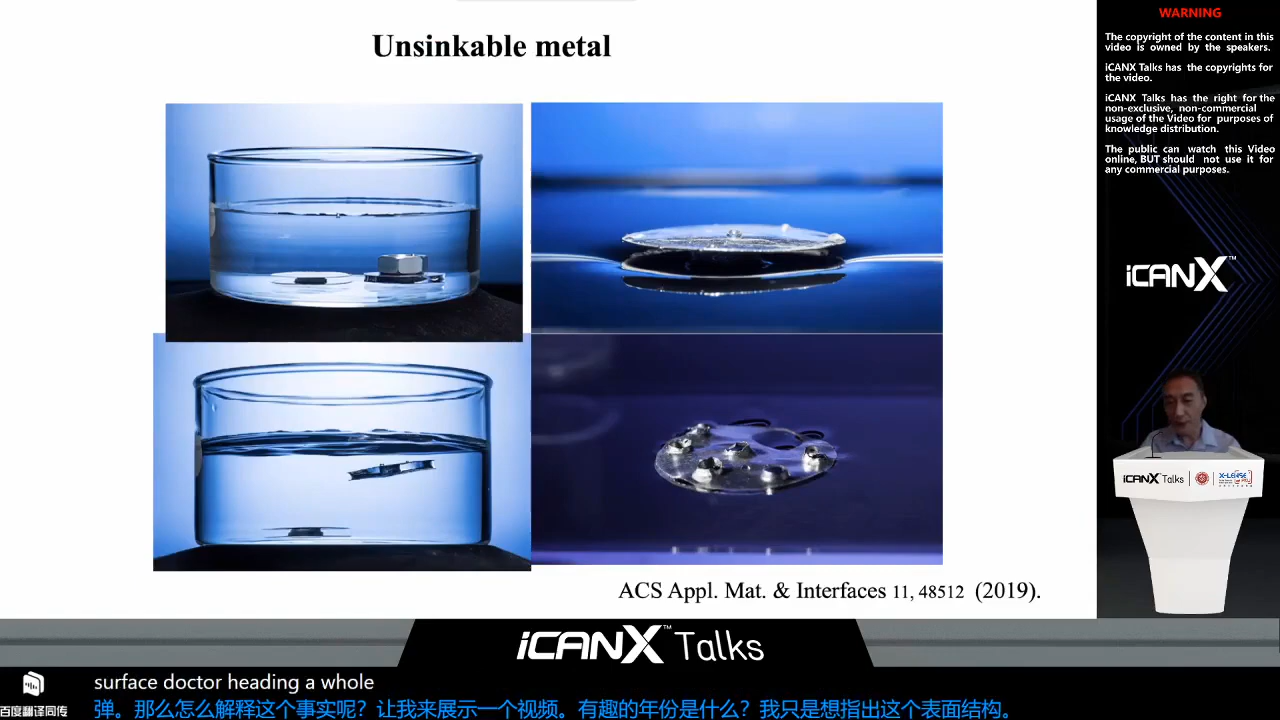 Unsinkable metal
ACS Appl. Mat. & Interfaces 11, 48512 (2019).
WARNING
The copyright of the content in this
video is owned by the speakers.
iCANX Talks has the copyrights for
the video.
iCANX Talks has the right for the
non-exclusive, non-commercial
usage of the Video for purposes of
knowledge distribution.
The public can watch this Video
online, BUT should not use it for
any commercial purposes.
iCANX™
iCANX Talks
iCANX™ Talks
surface doctor heading a whole
百度翻译同传
弹。那么怎么解释这个事实呢？让我来展示一个视频。有趣的年份是什么？我只是想指出这个表面结构。